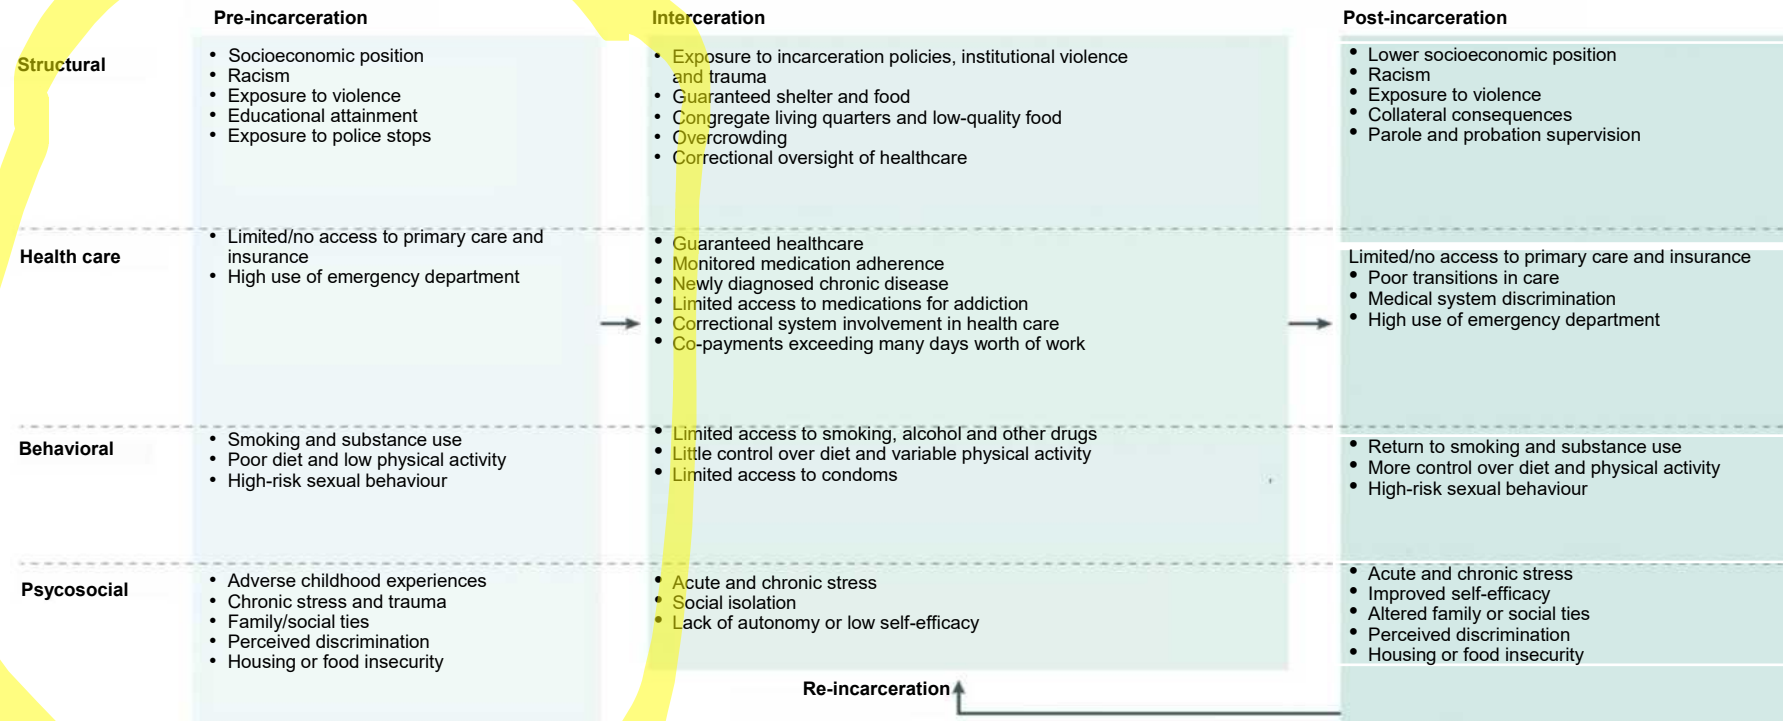 Pre-incarceration
Interceration
Post-incarceration
Structural
• Socioeconomic position
• Racism
• Exposure to violence
• Educational attainment
• Exposure to police stops
• Exposure to incarceration policies, institutional violence
and trauma
• Guaranteed shelter and food
• Congregate living quarters and low-quality food
• Overcrowding
• Correctional oversight of healthcare
• Lower socioeconomic position
• Racism
• Exposure to violence
• Collateral consequences
• Parole and probation supervision
Health care
• Limited/no access to primary care and
insurance
• High use of emergency department
• Guaranteed healthcare
• Monitored medication adherence
• Newly diagnosed chronic disease
• Limited access to medications for addiction
• Correctional system involvement in health care
• Co-payments exceeding many days worth of work
Limited/no access to primary care and insurance
• Poor transitions in care
• Medical system discrimination
• High use of emergency department
Behavioral
• Smoking and substance use
• Poor diet and low physical activity
• High-risk sexual behaviour
• Limited access to smoking, alcohol and other drugs
• Little control over diet and variable physical activity
• Limited access to condoms
• Return to smoking and substance use
• More control over diet and physical activity
• High-risk sexual behaviour
Psycosocial
• Adverse childhood experiences
• Chronic stress and trauma
• Family/social ties
• Perceived discrimination
• Housing or food insecurity
• Acute and chronic stress
• Social isolation
• Lack of autonomy or low self-efficacy
• Acute and chronic stress
• Improved self-efficacy
• Altered family or social ties
• Perceived discrimination
• Housing or food insecurity
Re-incarceration